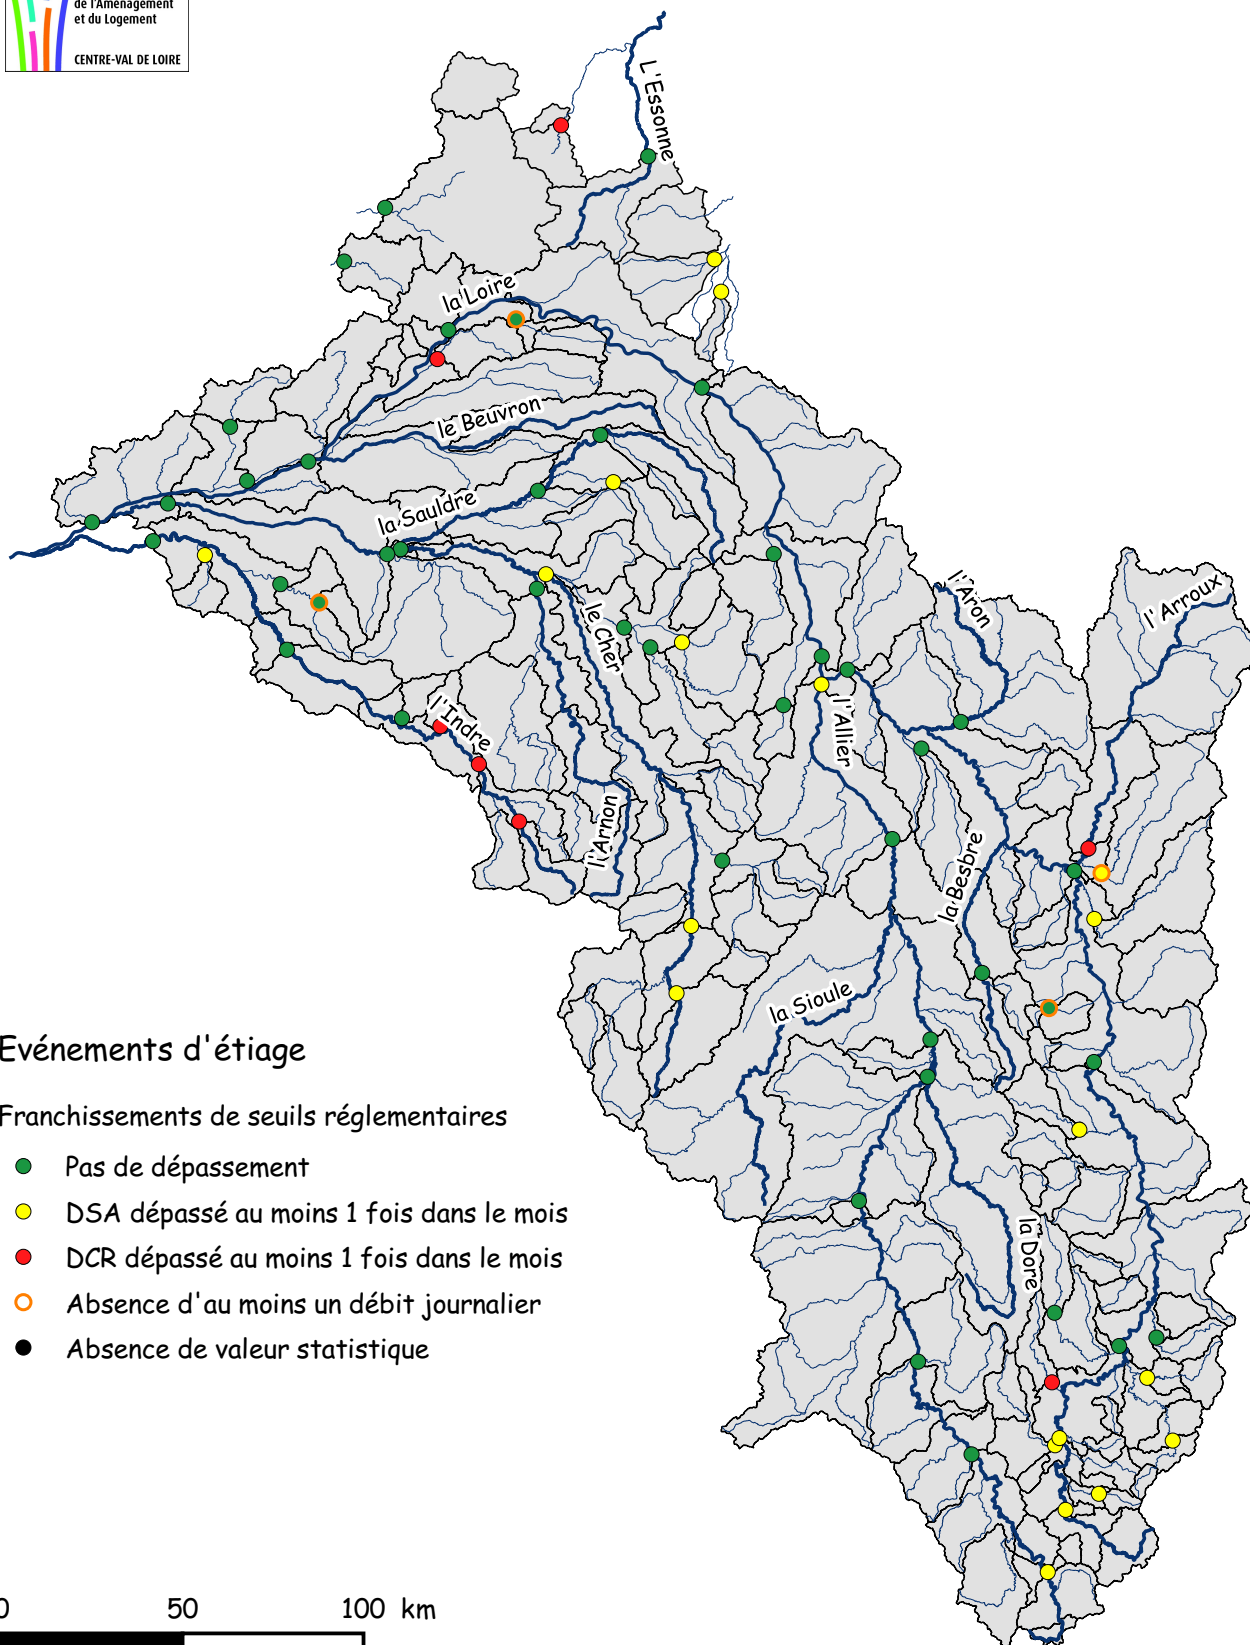 de l'Aménagement
et du Logement
CENTRE-VAL DE LOIRE
L'Essonne
la Loire
le Beuvron
la Sauldre
le Cher
l'Aron
l'Arroux
l'Indre
l'Allier
l'Arnon
la Besbre
la Sioule
la Dore
Evénements d'étiage
Franchissements de seuils réglementaires
Pas de dépassement
DSA dépassé au moins 1 fois dans le mois
DCR dépassé au moins 1 fois dans le mois
Absence d'au moins un débit journalier
Absence de valeur statistique
0 50 100 km